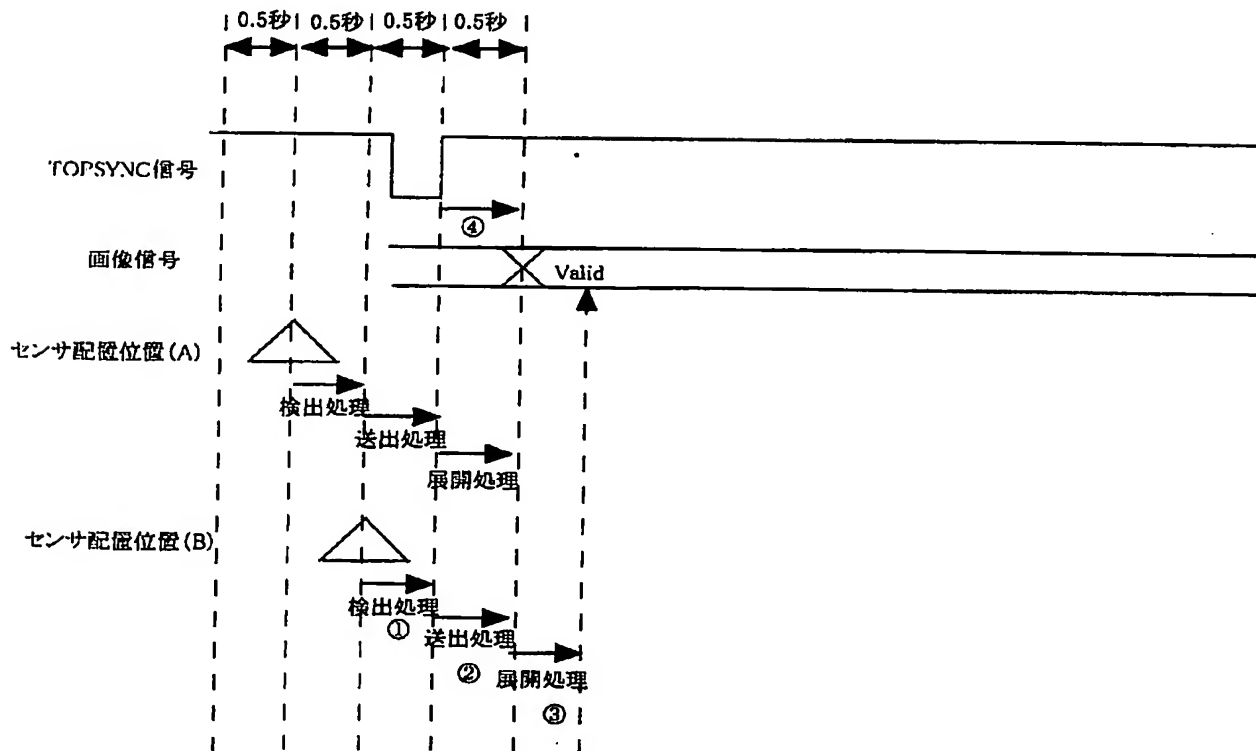 0.5秒 0.5秒 0.5秒 0.5秒
TOPSYNC信号
④
画像信号
Valid
センサ配置位置(A)
検出処理
送出処理
展開処理
センサ配置位置(B)
検出処理
①
送出処理
②
展開処理
③